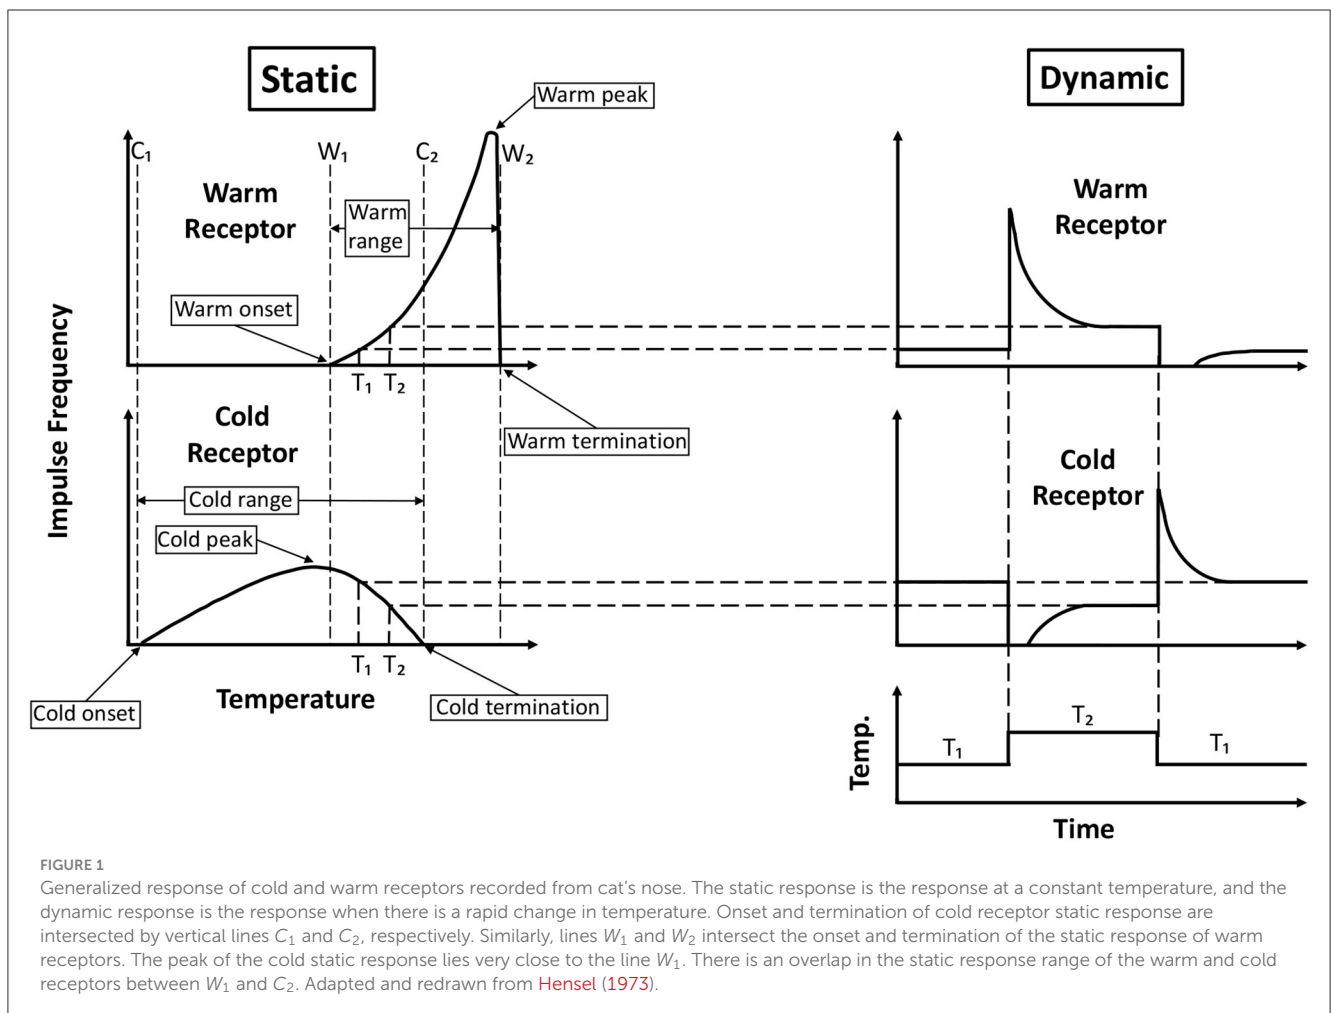 Static
Dynamic
Warm peak
C₁
W₁
C₂
W₂
Warm
Receptor
Warm
range
Warm onset
T₁
T₂
Warm termination
Impulse Frequency
Cold
Receptor
Cold range
Cold peak
T₁
T₂
Temperature
Cold onset
Cold termination
Warm
Receptor
Cold
Receptor
Temp.
T₁
T₂
T₁
Time
FIGURE 1
Generalized response of cold and warm receptors recorded from cat's nose. The static response is the response at a constant temperature, and the
dynamic response is the response when there is a rapid change in temperature. Onset and termination of cold receptor static response are
intersected by vertical lines C₁ and C₂, respectively. Similarly, lines W₁ and W₂ intersect the onset and termination of the static response of warm
receptors. The peak of the cold static response lies very close to the line W₁. There is an overlap in the static response range of the warm and cold
receptors between W₁ and C₂. Adapted and redrawn from Hensel (1973).